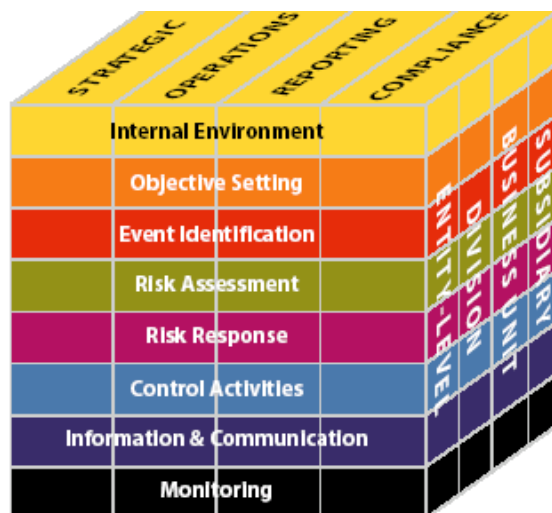 STRATEGIC
OPERATIONS
REPORTING
COMPLIANCE
Internal Environment
Objective Setting
Event Identification
Risk Assessment
Risk Response
Control Activities
Information & Communication
Monitoring
ENTITY-LEVEL
DIVISION
BUSINESS UNIT
SUBSIDIARY